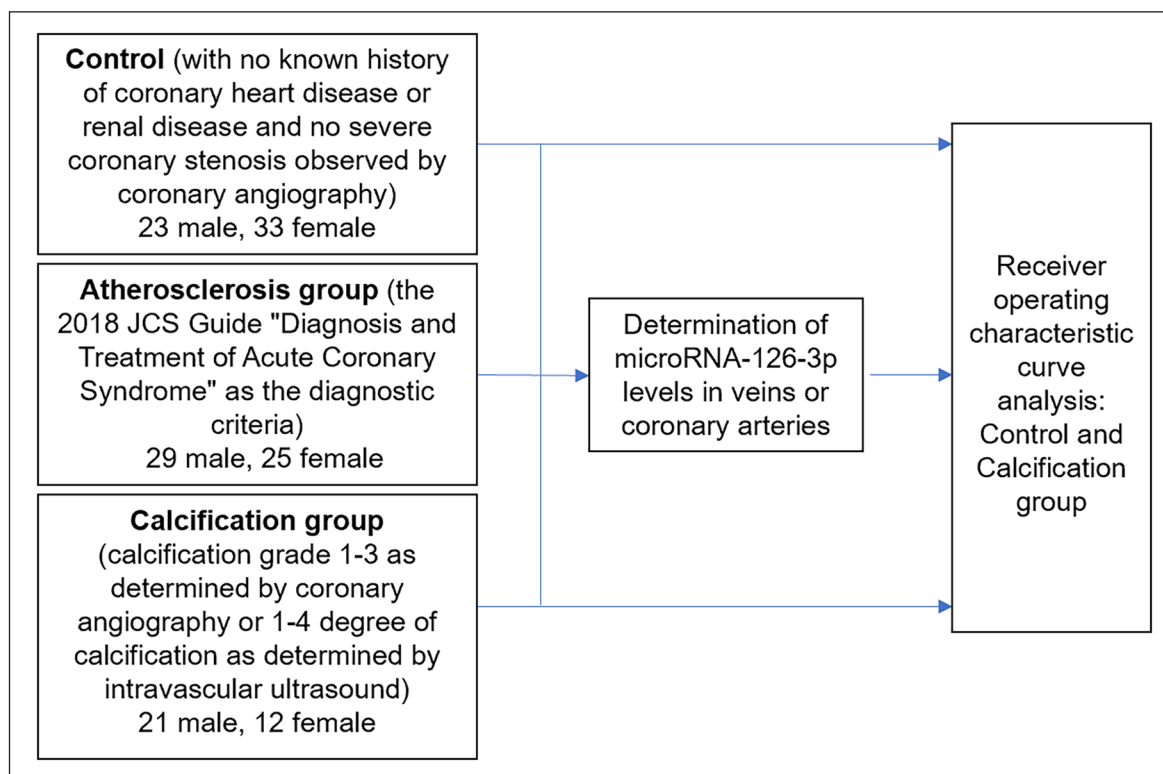 Control (with no known history
of coronary heart disease or
renal disease and no severe
coronary stenosis observed by
coronary angiography)
23 male, 33 female
Atherosclerosis group (the
2018 JCS Guide "Diagnosis and
Treatment of Acute Coronary
Syndrome" as the diagnostic
criteria)
29 male, 25 female
Calcification group
(calcification grade 1-3 as
determined by coronary
angiography or 1-4 degree of
calcification as determined by
intravascular ultrasound)
21 male, 12 female
Determination of
microRNA-126-3p
levels in veins or
coronary arteries
Receiver
operating
characteristic
curve
analysis:
Control and
Calcification
group